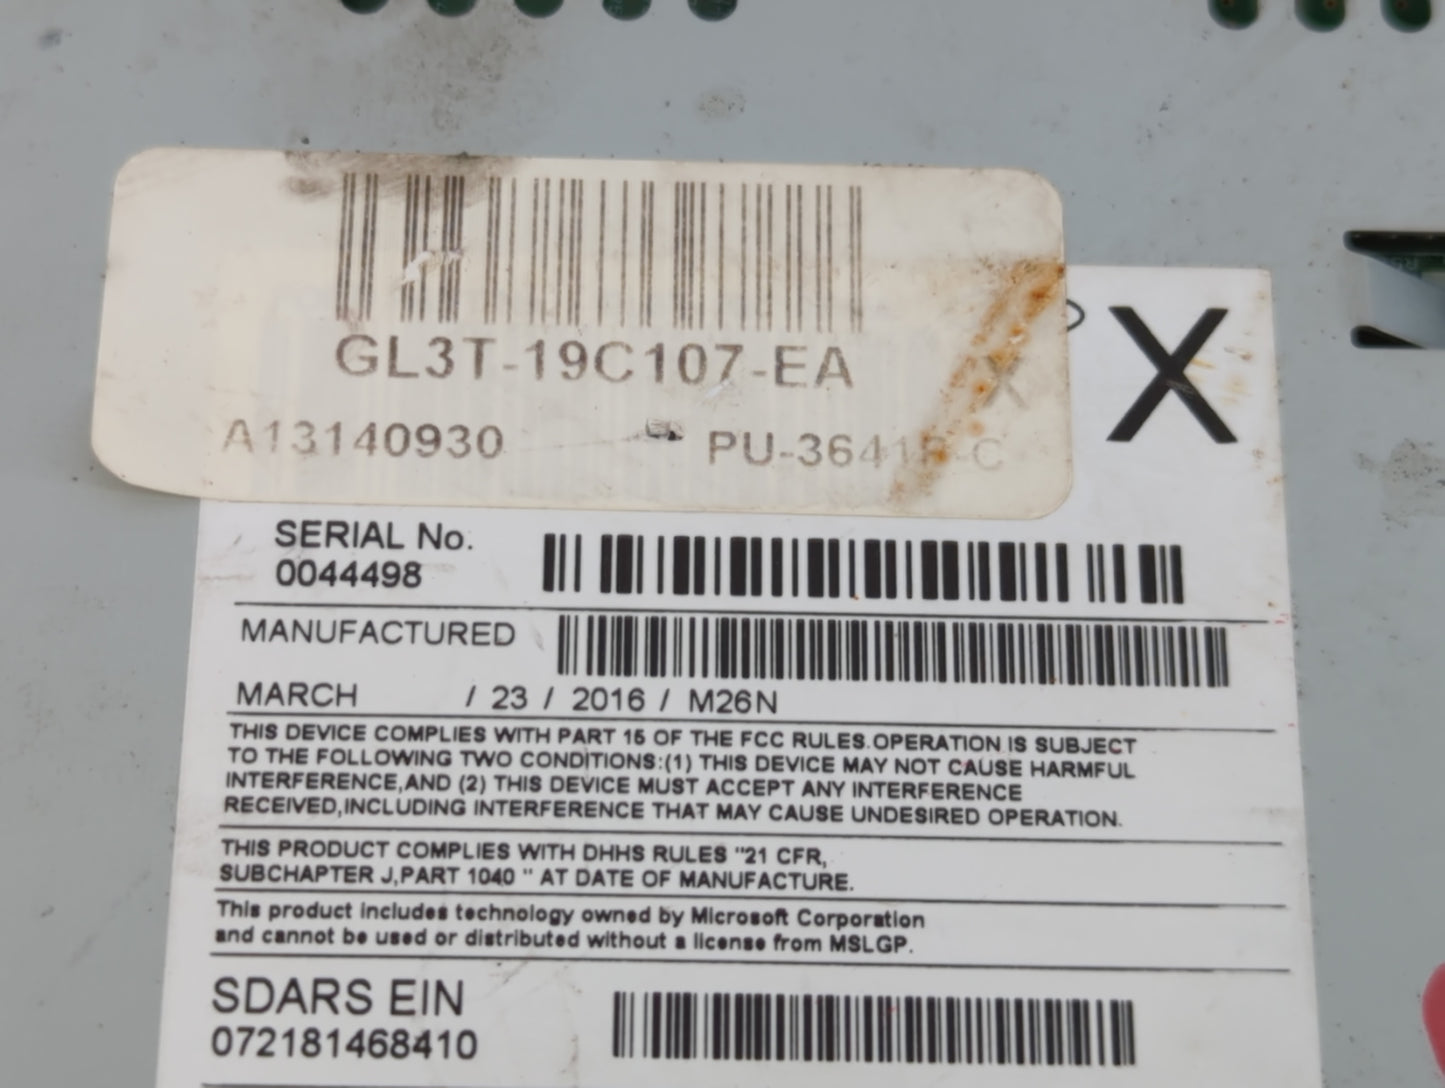 P X
GL3T-19C107-EA
X
A13140930 PU-3641R-C
SERIAL No.
0044498
MANUFACTURED
MARCH / 23 / 2016 / M26N
THIS DEVICE COMPLIES WITH PART 15 OF THE FCC RULES.OPERATION IS SUBJECT
TO THE FOLLOWING TWO CONDITIONS:(1) THIS DEVICE MAY NOT CAUSE HARMFUL
INTERFERENCE,AND (2) THIS DEVICE MUST ACCEPT ANY INTERFERENCE
RECEIVED,INCLUDING INTERFERENCE THAT MAY CAUSE UNDESIRED OPERATION.
THIS PRODUCT COMPLIES WITH DHHS RULES "21 CFR,
SUBCHAPTER J,PART 1040 " AT DATE OF MANUFACTURE.
This product includes technology owned by Microsoft Corporation
and cannot be used or distributed without a license from MSLGP.
SDARS EIN
072181468410